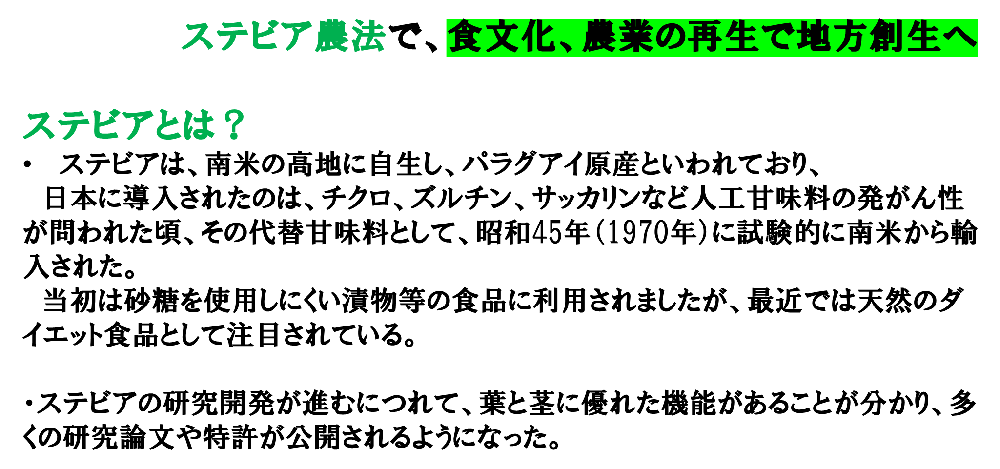 ステビア農法で、食文化、農業の再生で地方創生へ
ステビアとは？
• ステビアは、南米の高地に自生し、パラグアイ原産といわれており、
日本に導入されたのは、チクロ、ズルチン、サッカリンなど人工甘味料の発がん性
が問われた頃、その代替甘味料として、昭和45年(1970年)に試験的に南米から輸
入された。
当初は砂糖を使用しにくい漬物等の食品に利用されましたが、最近では天然のダ
イエット食品として注目されている。
・ステビアの研究開発が進むにつれて、葉と茎に優れた機能があることが分かり、多
くの研究論文や特許が公開されるようになった。